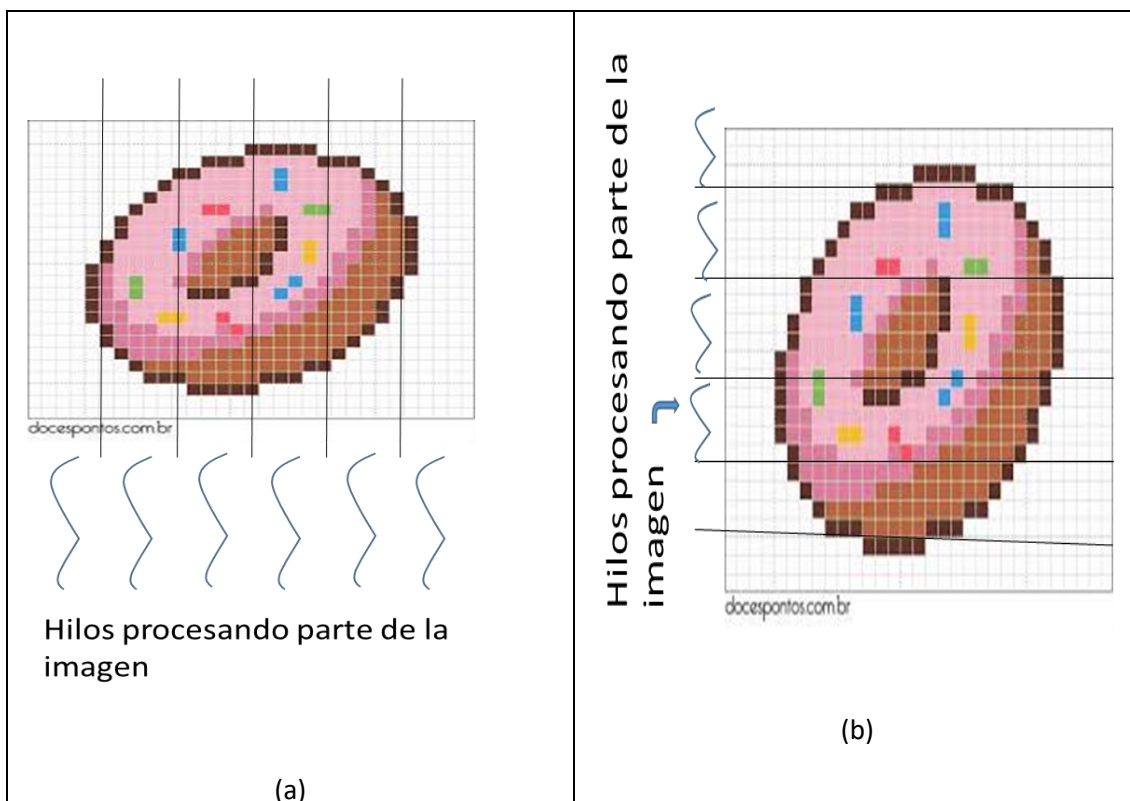 docespontos.com.br
Hilos procesando parte de la
imagen
(a)
Hilos procesando parte de la
imagen
docespontos.com.br
(b)